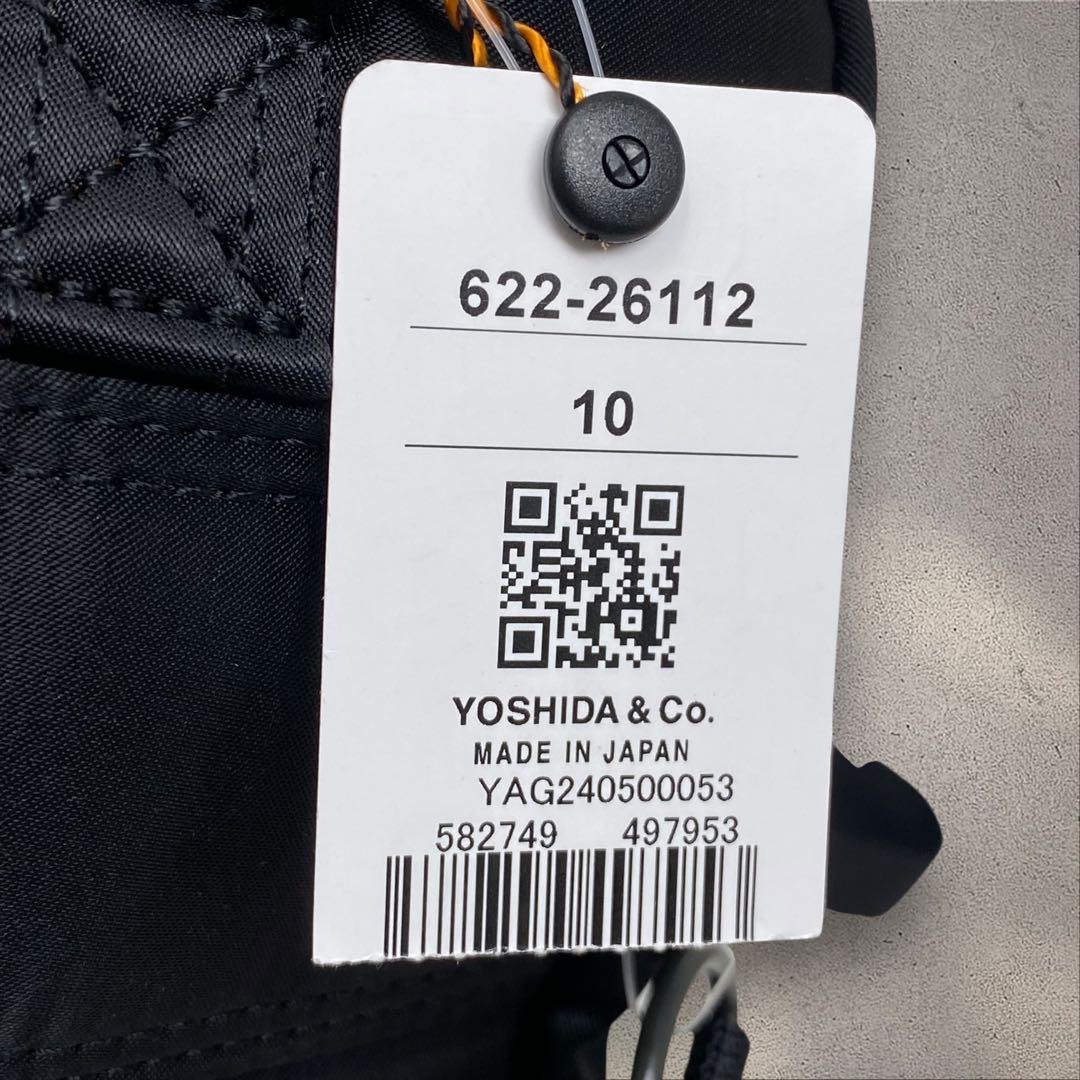 622-26112
10
YOSHIDA & Co.
MADE IN JAPAN
YAG240500053
582749 497953